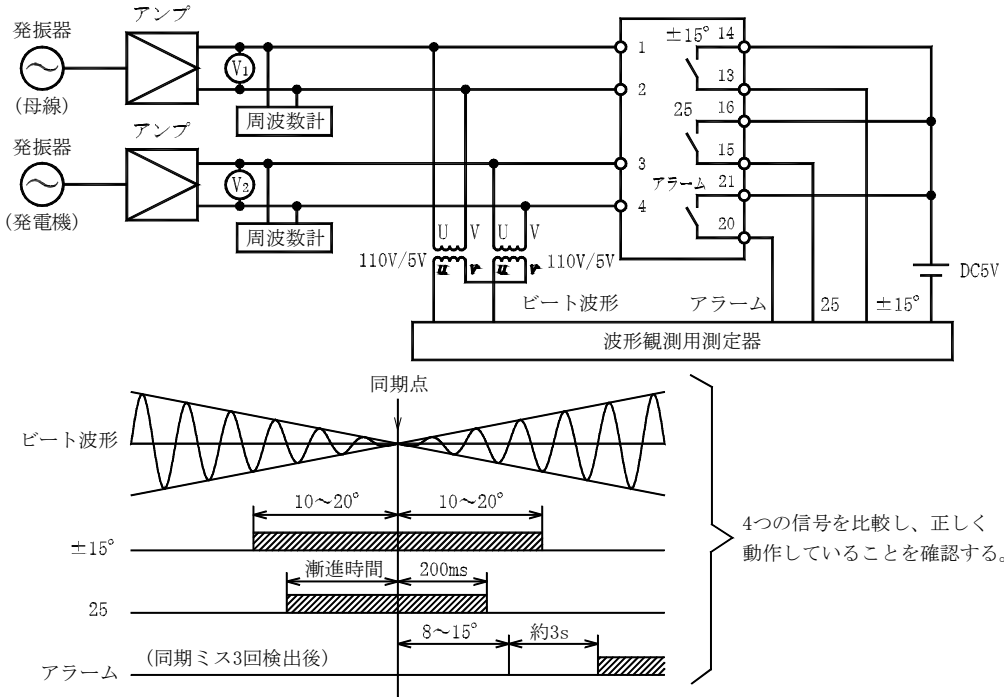 アンプ
発振器
(母線)
V1
周波数計
アンプ
発振器
(発電機)
V2
周波数計
1
2
3
4
±15°
14
13
25
16
15
アラーム
21
20
U V U V
110V/5V
u v u v
110V/5V
DC5V
ビート波形
アラーム
25
±15°
波形観測用測定器
同期点
ビート波形
10～20°
10～20°
±15°
漸進時間
200ms
25
8～15°
約3s
アラーム
(同期ミス3回検出後)
4つの信号を比較し、正しく
動作していることを確認する。